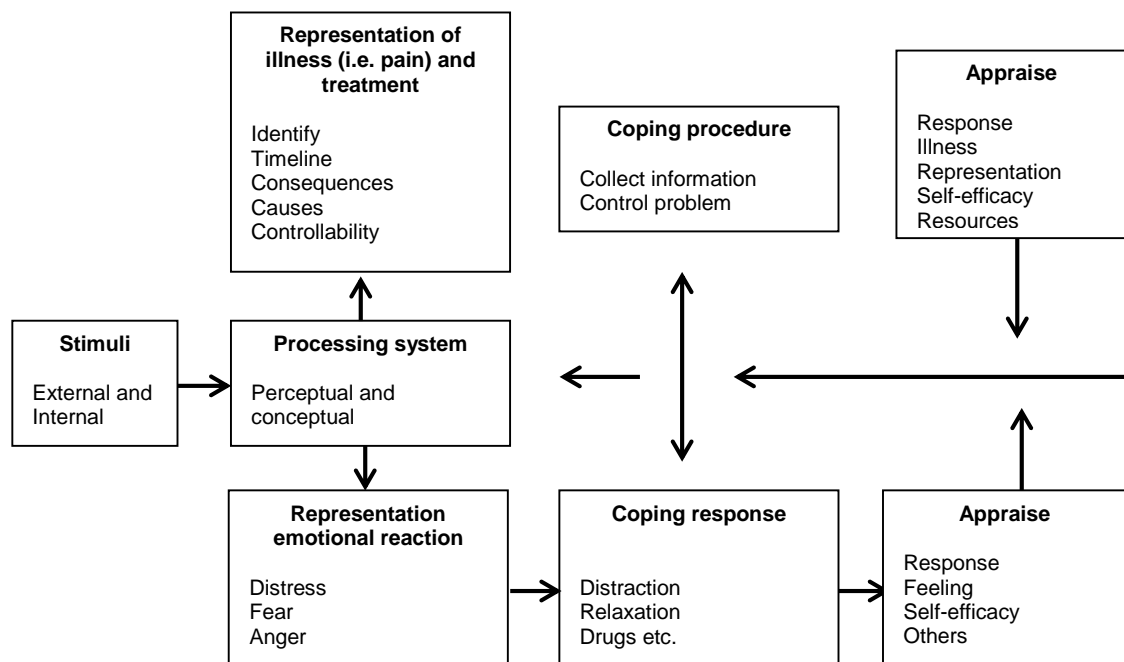 Representation of
illness (i.e. pain) and
treatment
Identify
Timeline
Consequences
Causes
Controllability
Coping procedure
Collect information
Control problem
Appraise
Response
Illness
Representation
Self-efficacy
Resources
Stimuli
External and
Internal
Processing system
Perceptual and
conceptual
Representation
emotional reaction
Distress
Fear
Anger
Coping response
Distraction
Relaxation
Drugs etc.
Appraise
Response
Feeling
Self-efficacy
Others